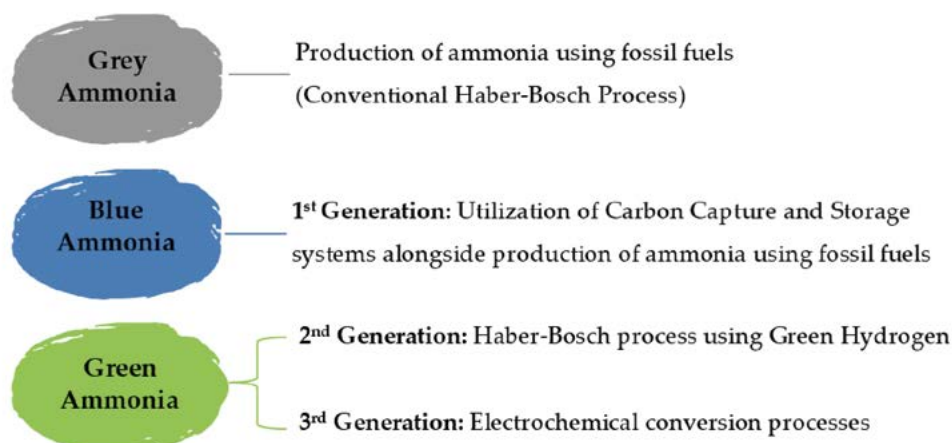 Grey
Ammonia
Production of ammonia using fossil fuels
(Conventional Haber-Bosch Process)
Blue
Ammonia
1st Generation: Utilization of Carbon Capture and Storage
systems alongside production of ammonia using fossil fuels
Green
Ammonia
2nd Generation: Haber-Bosch process using Green Hydrogen
3rd Generation: Electrochemical conversion processes